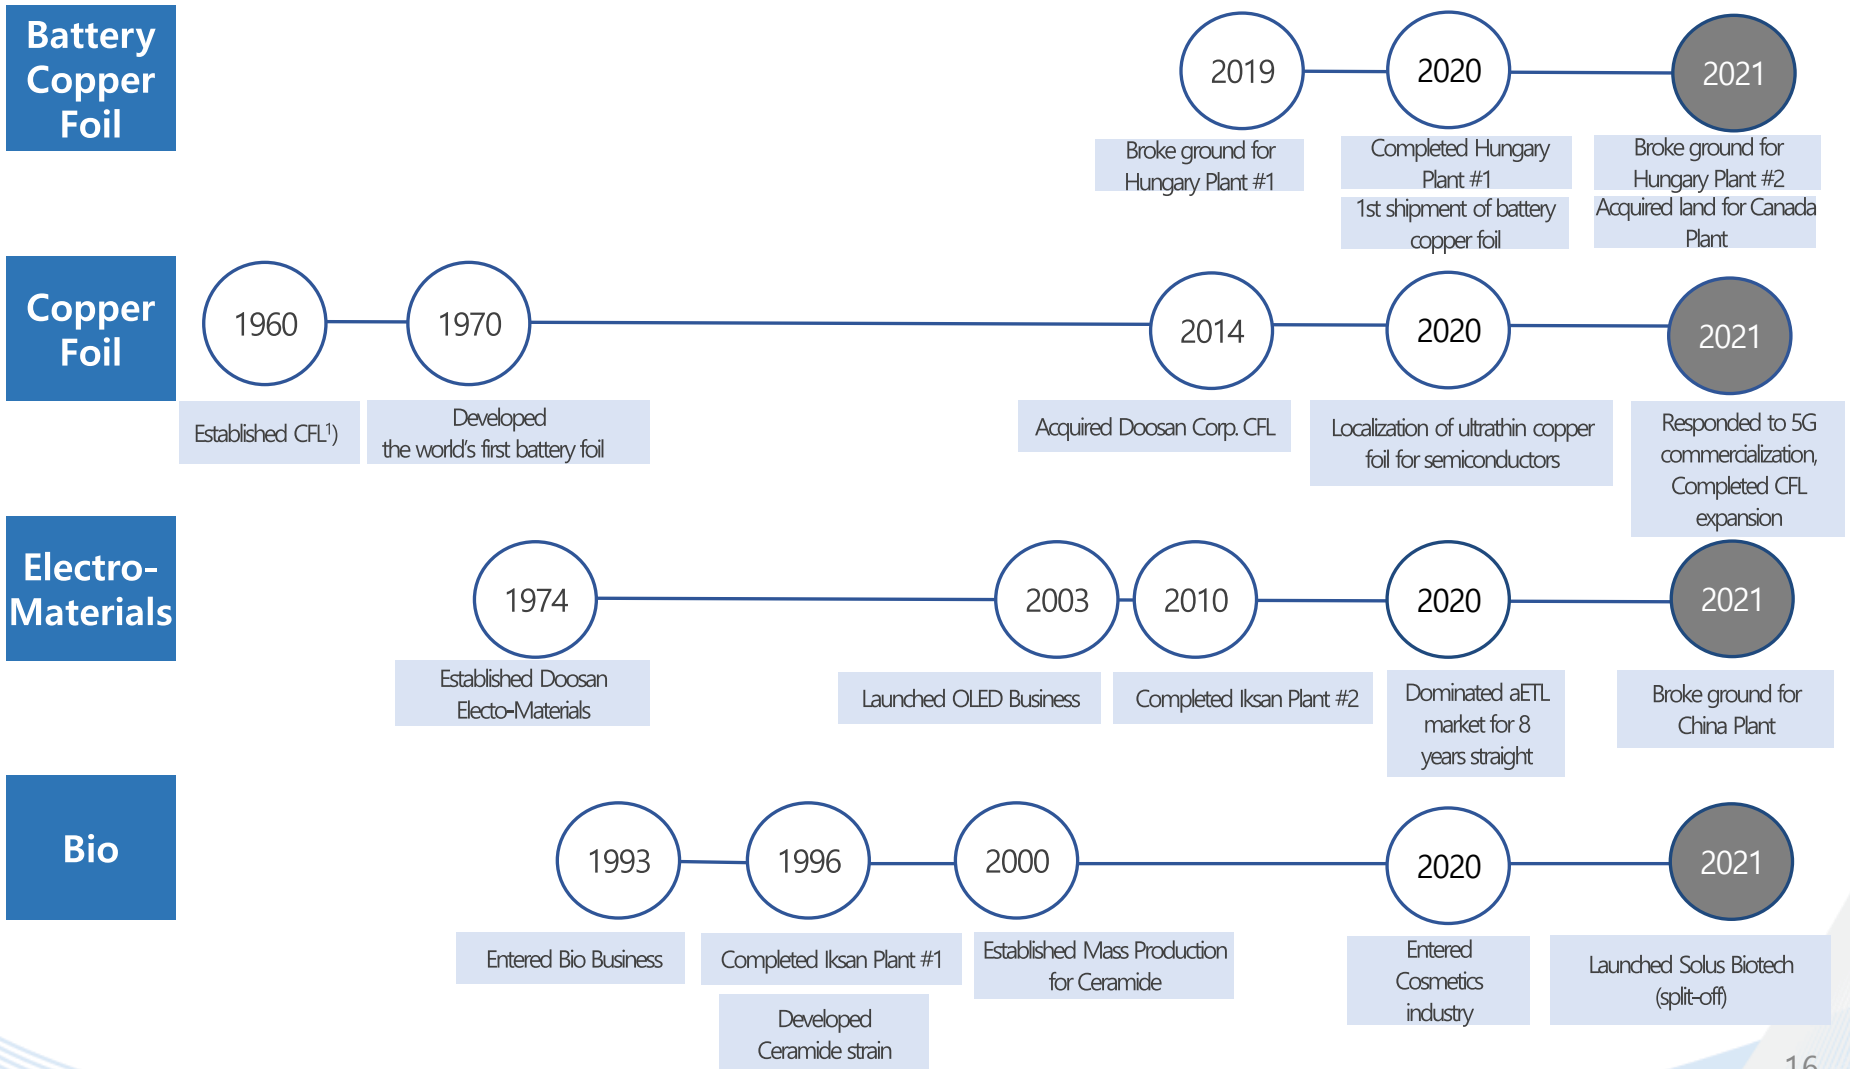 Battery
Copper
Foil
2019
2020
2021
Broke ground for
Hungary Plant #1
Completed Hungary
Plant #1
1st shipment of battery
copper foil
Broke ground for
Hungary Plant #2
Acquired land for Canada
Plant
Copper
Foil
1960
1970
2014
2020
2021
Established CFL¹)
Developed
the world's first battery foil
Acquired Doosan Corp. CFL
Localization of ultrathin copper
foil for semiconductors
Responded to 5G
commercialization,
Completed CFL
expansion
Electro-
Materials
1974
2003
2010
2020
2021
Established Doosan
Electo-Materials
Launched OLED Business
Completed Iksan Plant #2
Dominated aETL
market for 8
years straight
Broke ground for
China Plant
Bio
1993
1996
2000
2020
2021
Entered Bio Business
Completed Iksan Plant #1
Developed
Ceramide strain
Established Mass Production
for Ceramide
Entered
Cosmetics
industry
Launched Solus Biotech
(split-off)
16